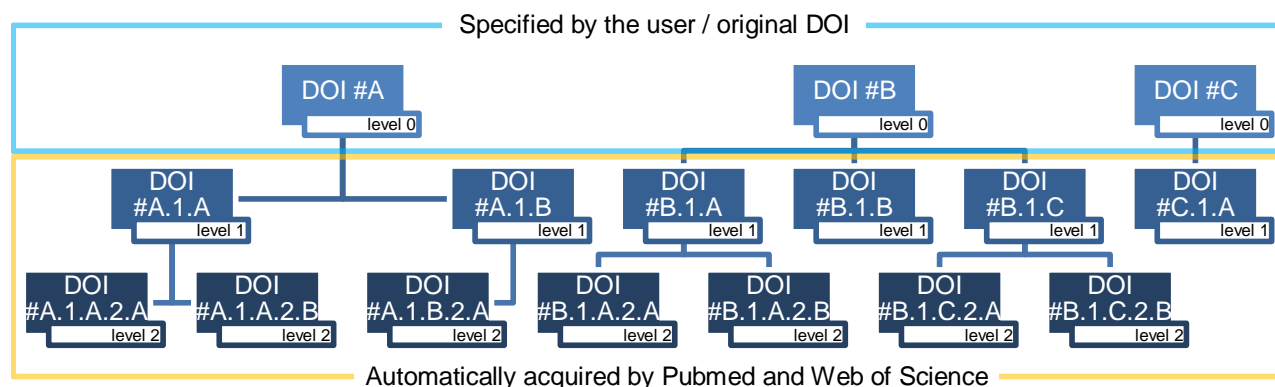 Specified by the user / original DOI
DOI #A
level 0
DOI #B
level 0
DOI #C
level 0
DOI
#A.1.A
level 1
DOI
#A.1.B
level 1
DOI
#B.1.A
level 1
DOI
#B.1.B
level 1
DOI
#B.1.C
level 1
DOI
#C.1.A
level 1
DOI
#A.1.A.2.A
level 2
DOI
#A.1.A.2.B
level 2
DOI
#A.1.B.2.A
level 2
DOI
#B.1.A.2.A
level 2
DOI
#B.1.A.2.B
level 2
DOI
#B.1.C.2.A
level 2
DOI
#B.1.C.2.B
level 2
Automatically acquired by Pubmed and Web of Science